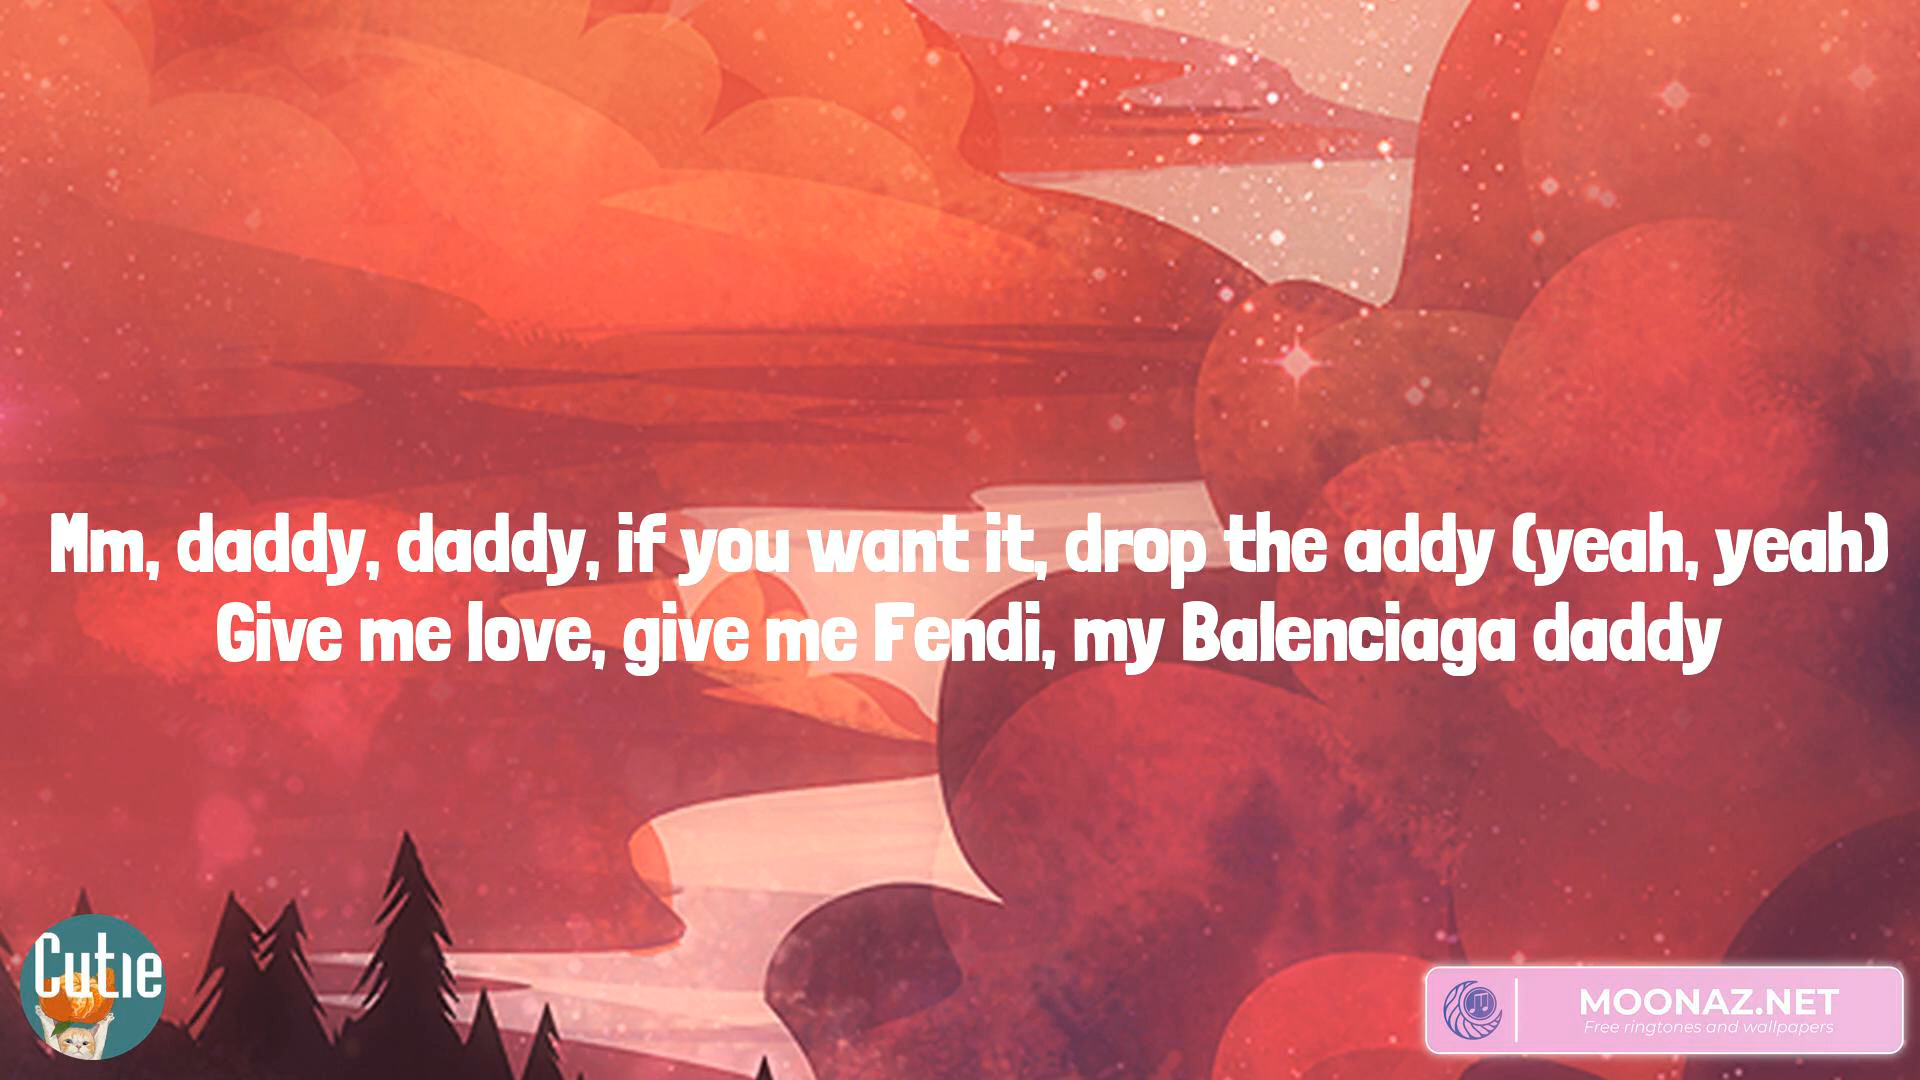 Mm, daddy, daddy, if you want it, drop the addy (yeah, yeah)
Give me love, give me Fendi, my Balenciaga daddy
Cutie
MOONAZ.NET
Free ringtones and wallpapers